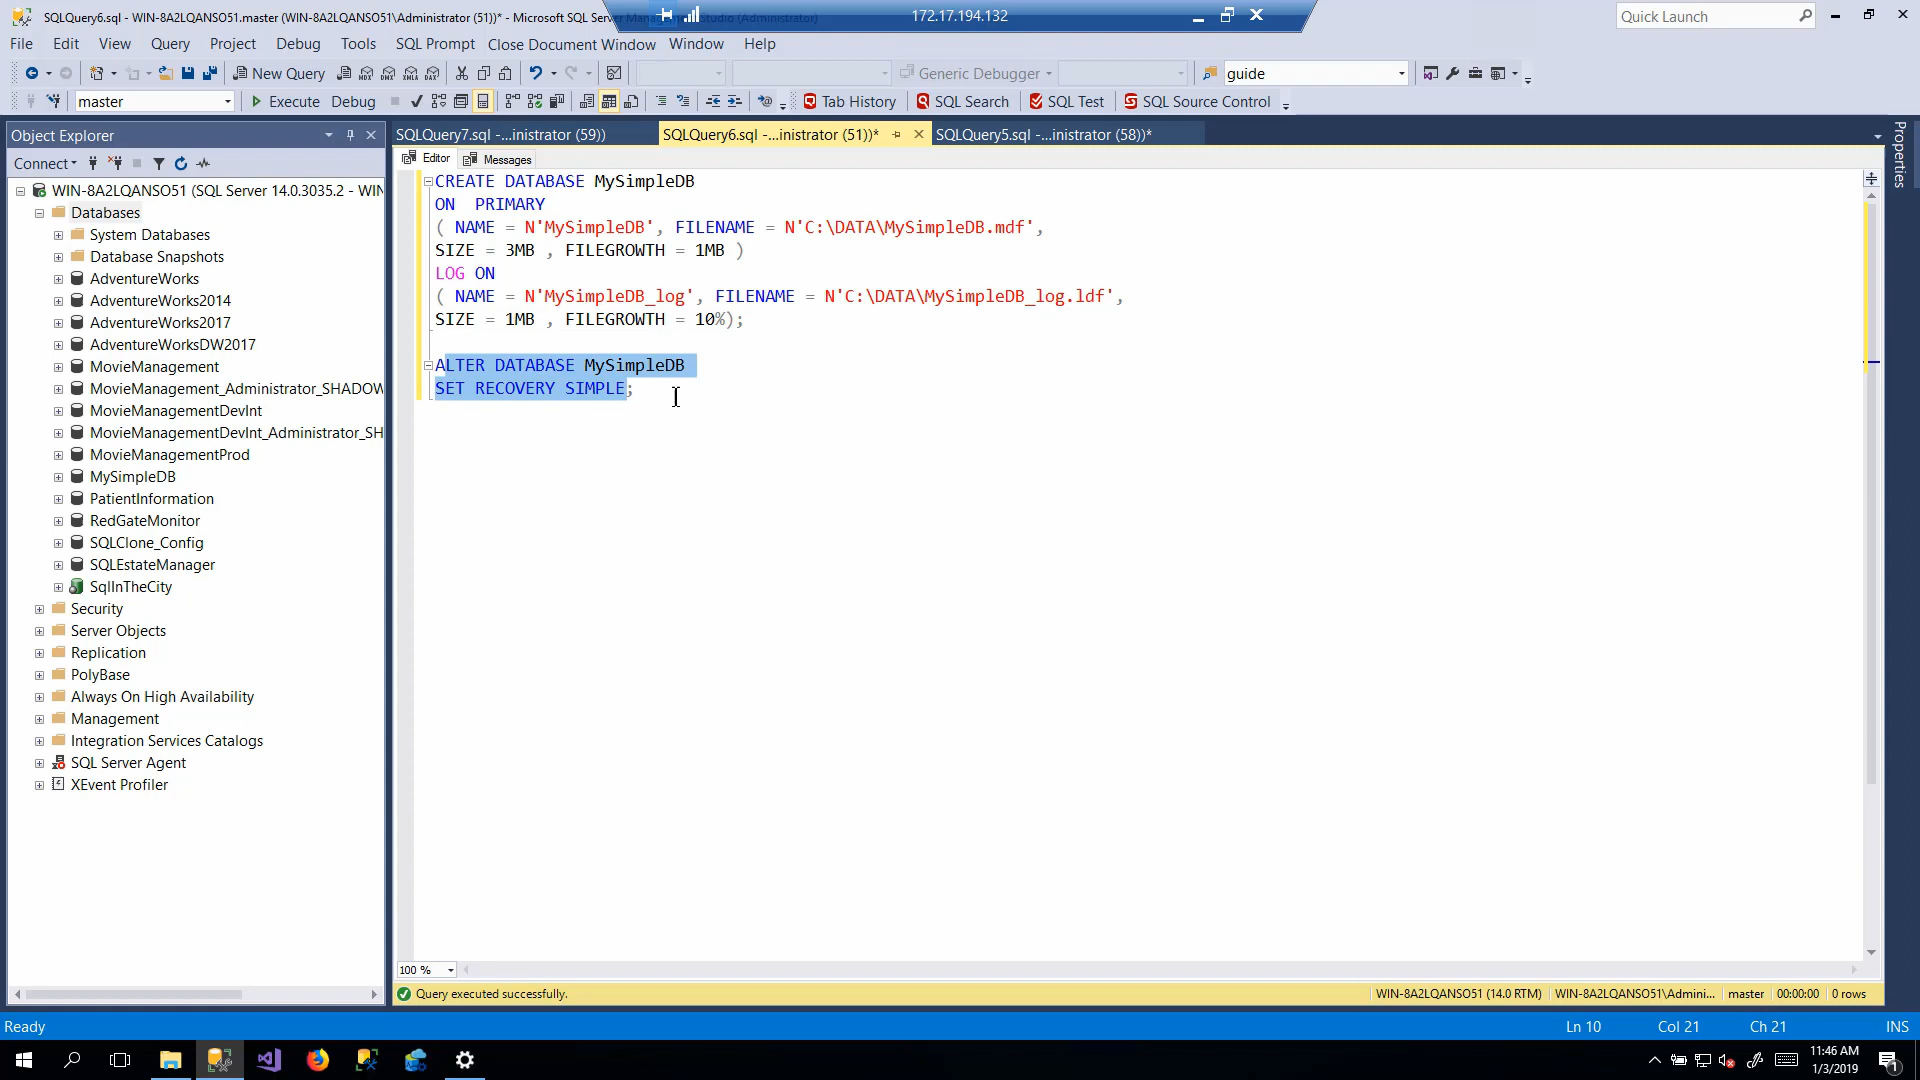 SQLQuery6.sql - WIN-8A2LQANSO51.master (WIN-8A2LQANSO51\Administrator (51))* - Microsoft SQL Server Management Studio (Administrator)
172.17.194.132
Quick Launch
File Edit View Query Project Debug Tools SQL Prompt Close Document Window Window Help
New Query
Generic Debugger
guide
master
Execute Debug
Tab History SQL Search SQL Test SQL Source Control
Object Explorer
Connect
WIN-8A2LQANSO51 (SQL Server 14.0.3035.2 - WIN
Databases
System Databases
Database Snapshots
AdventureWorks
AdventureWorks2014
AdventureWorks2017
AdventureWorksDW2017
MovieManagement
MovieManagement_Administrator_SHADOW
MovieManagementDevInt
MovieManagementDevInt_Administrator_SH
MovieManagementProd
MySimpleDB
PatientInformation
RedGateMonitor
SQLClone_Config
SQLEstateManager
SqlInTheCity
Security
Server Objects
Replication
PolyBase
Always On High Availability
Management
Integration Services Catalogs
SQL Server Agent
XEvent Profiler
SQLQuery7.sql -...inistrator (59))
SQLQuery6.sql -...inistrator (51))*
SQLQuery5.sql -...inistrator (58))*
Editor Messages
CREATE DATABASE MySimpleDB
ON  PRIMARY
( NAME = N'MySimpleDB', FILENAME = N'C:\DATA\MySimpleDB.mdf',
SIZE = 3MB , FILEGROWTH = 1MB )
LOG ON
( NAME = N'MySimpleDB_log', FILENAME = N'C:\DATA\MySimpleDB_log.ldf',
SIZE = 1MB , FILEGROWTH = 10%);
ALTER DATABASE MySimpleDB
SET RECOVERY SIMPLE;
Properties
100 %
Query executed successfully.
WIN-8A2LQANSO51 (14.0 RTM) WIN-8A2LQANSO51\Admini... master 00:00:00 0 rows
Ready
Ln 10 Col 21 Ch 21 INS
11:46 AM
1/3/2019
1